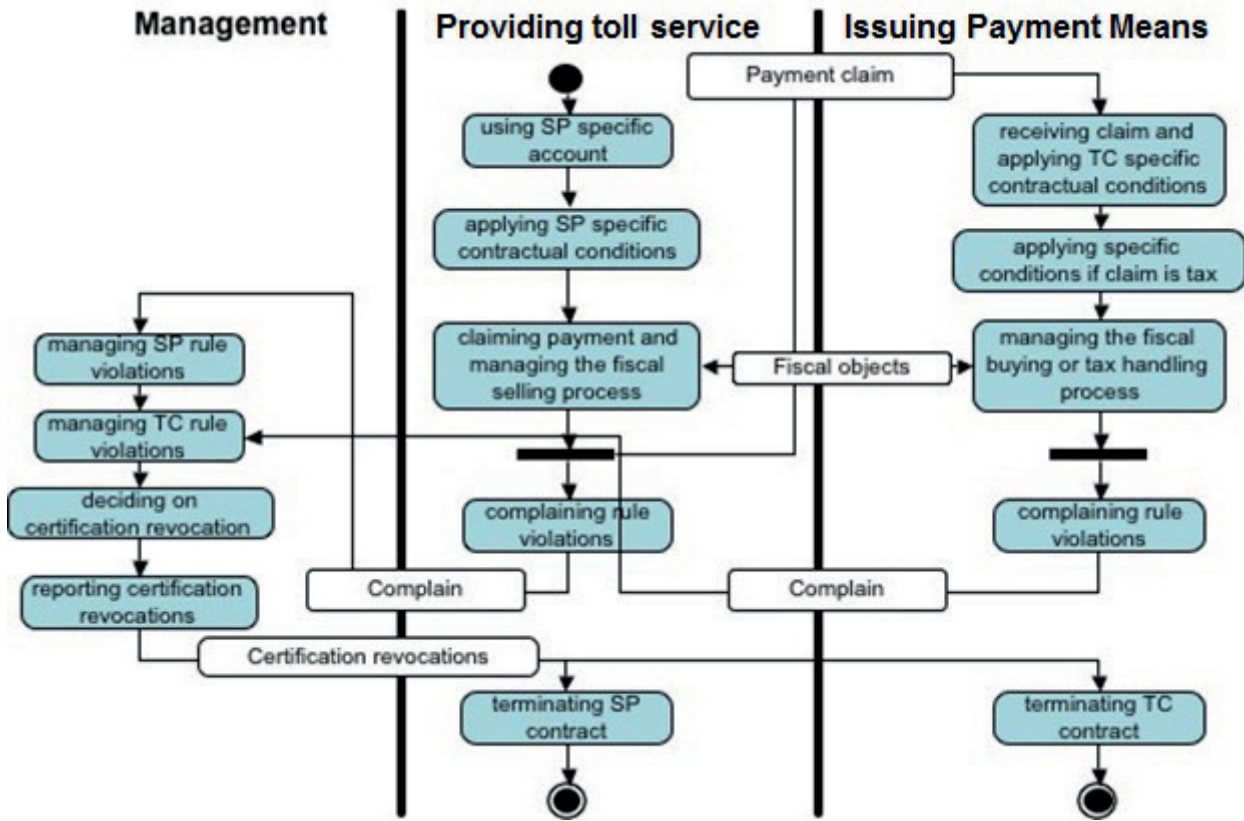 Management
Providing toll service
Issuing Payment Means
Payment claim
using SP specific
account
receiving claim and
applying TC specific
contractual conditions
applying SP specific
contractual conditions
applying specific
conditions if claim is tax
managing SP rule
violations
claiming payment and
managing the fiscal
selling process
Fiscal objects
managing the fiscal
buying or tax handling
process
managing TC rule
violations
deciding on
certification revocation
complaining rule
violations
complaining rule
violations
reporting certification
revocations
Complain
Complain
Certification revocations
terminating SP
contract
terminating TC
contract